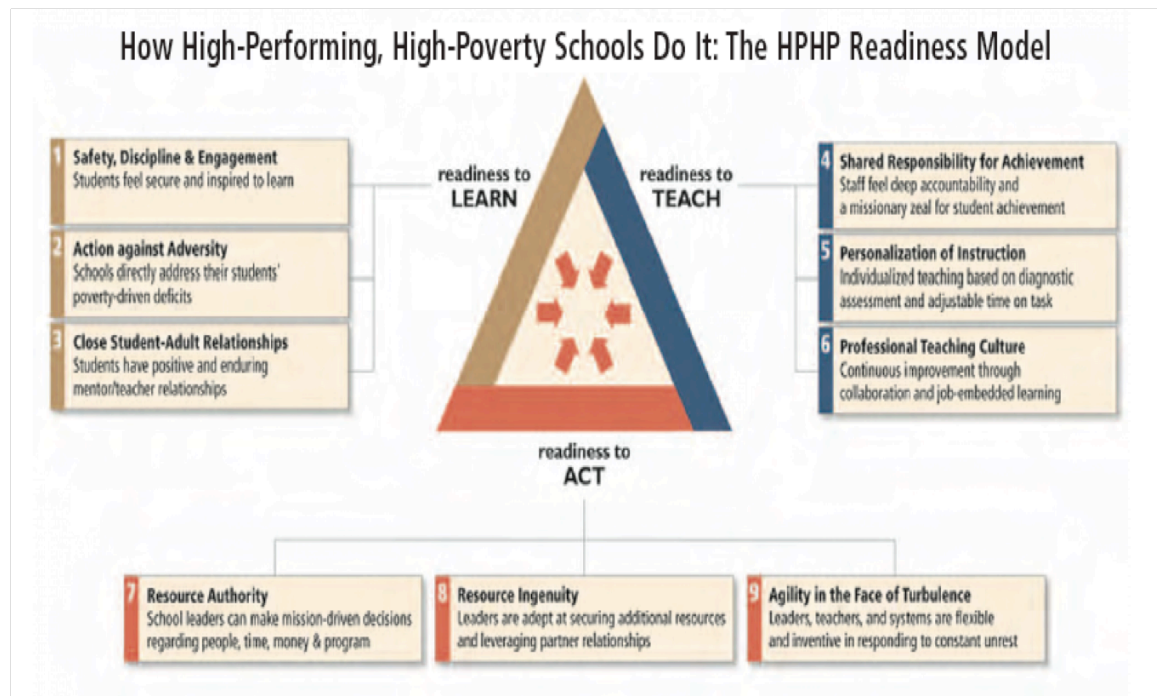 How High-Performing, High-Poverty Schools Do It: The HPHP Readiness Model
1
Safety, Discipline & Engagement
Students feel secure and inspired to learn
2
Action against Adversity
Schools directly address their students'
poverty-driven deficits
3
Close Student-Adult Relationships
Students have positive and enduring
mentor/teacher relationships
readiness to
LEARN
readiness to
TEACH
4
Shared Responsibility for Achievement
Staff feel deep accountability and
a missionary zeal for student achievement
5
Personalization of Instruction
Individualized teaching based on diagnostic
assessment and adjustable time on task
6
Professional Teaching Culture
Continuous improvement through
collaboration and job-embedded learning
readiness to
ACT
7
Resource Authority
School leaders can make mission-driven decisions
regarding people, time, money & program
8
Resource Ingenuity
Leaders are adept at securing additional resources
and leveraging partner relationships
9
Agility in the Face of Turbulence
Leaders, teachers, and systems are flexible
and inventive in responding to constant unrest